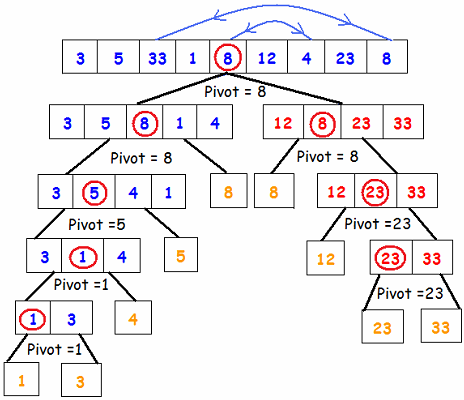 3 5 33 1 8 12 4 23 8
Pivot = 8
3 5 8 1 4 12 8 23 33
Pivot = 8 Pivot = 8
3 5 4 1 8 8 12 23 33
Pivot =5 Pivot =23
3 1 4 5 12 23 33
Pivot =1 Pivot =23
1 3 4 23 33
Pivot =1
1 3